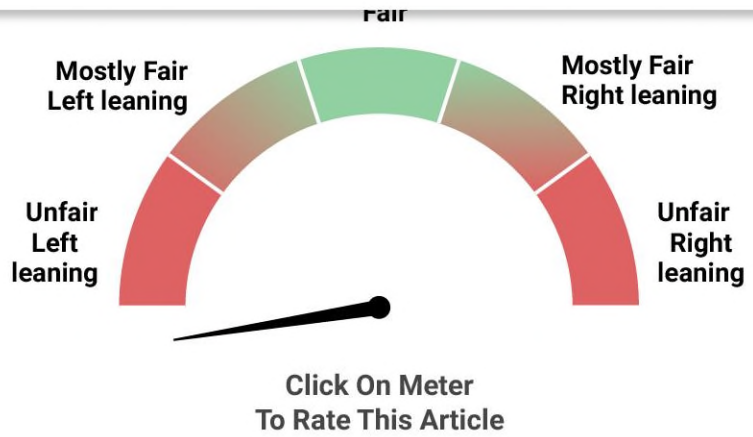 Fair
Mostly Fair
Left leaning
Mostly Fair
Right leaning
Unfair
Left
leaning
Unfair
Right
leaning
Click On Meter
To Rate This Article